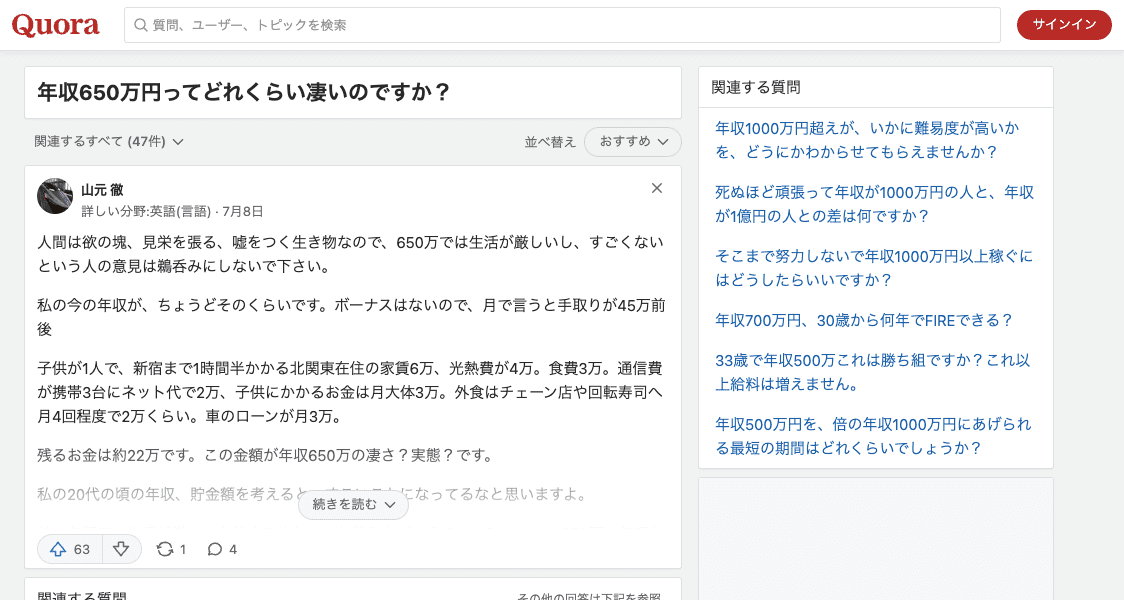 Quora
質問、ユーザー、トピックを検索
サインイン
年収650万円ってどれくらい凄いのですか？
関連するすべて (47件)
並べ替え
おすすめ
山元 徹
詳しい分野:英語(言語) · 7月8日
人間は欲の塊、見栄を張る、嘘をつく生き物なので、650万では生活が厳しいし、すごくない
という人の意見は鵜呑みにしないで下さい。
私の今の年収が、ちょうどそのくらいです。ボーナスはないので、月で言うと手取りが45万前
後
子供が1人で、新宿まで1時間半かかる北関東在住の家賃6万、光熱費が4万。食費3万。通信費
が携帯3台にネット代で2万、子供にかかるお金は月大体3万。外食はチェーン店や回転寿司へ
月4回程度で2万くらい。車のローンが月3万。
残るお金は約22万です。この金額が年収650万の凄さ？実態？です。
私の20代の頃の年収、貯金額を考えると、
になってるなと思いますよ。
続きを読む
63
1
4
関連する質問
その他の回答は下記を参照
関連する質問
年収1000万円超えが、いかに難易度が高いか
を、どうにかわからせてもらえませんか？
死ぬほど頑張って年収が1000万円の人と、年収
が1億円の人との差は何ですか？
そこまで努力しないで年収1000万円以上稼ぐに
はどうしたらいいですか？
年収700万円、30歳から何年でFIREできる？
33歳で年収500万これは勝ち組ですか？これ以
上給料は増えません。
年収500万円を、倍の年収1000万円にあげられ
る最短の期間はどれくらいでしょうか？